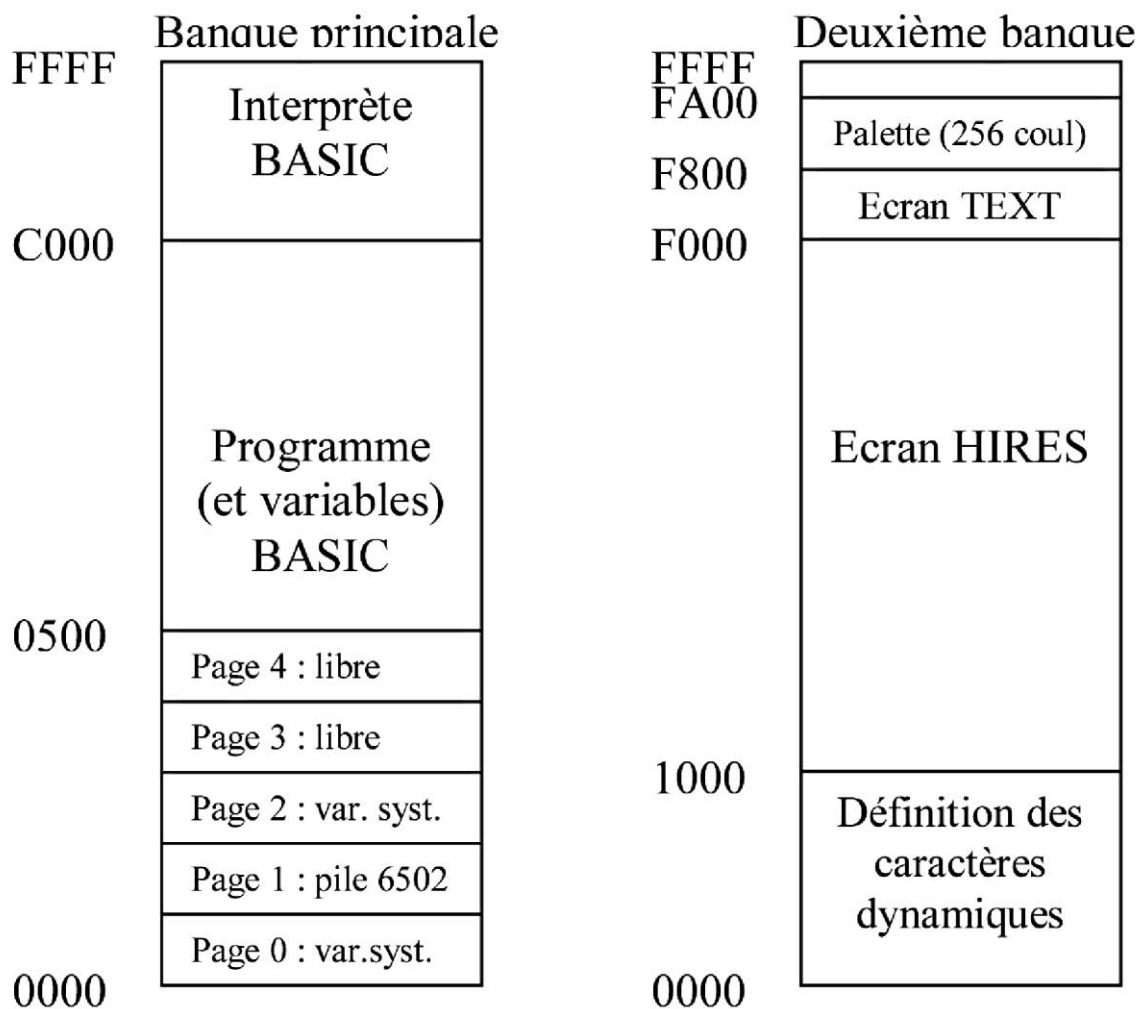 Banque principale
FFFF
Interprète
BASIC
C000
Programme
(et variables)
BASIC
0500
Page 4 : libre
Page 3 : libre
Page 2 : var. syst.
Page 1 : pile 6502
Page 0 : var.syst.
0000
Deuxième banque
FFFF
FA00
Palette (256 coul)
F800
Ecran TEXT
F000
Ecran HIRES
1000
Définition des
caractères
dynamiques
0000